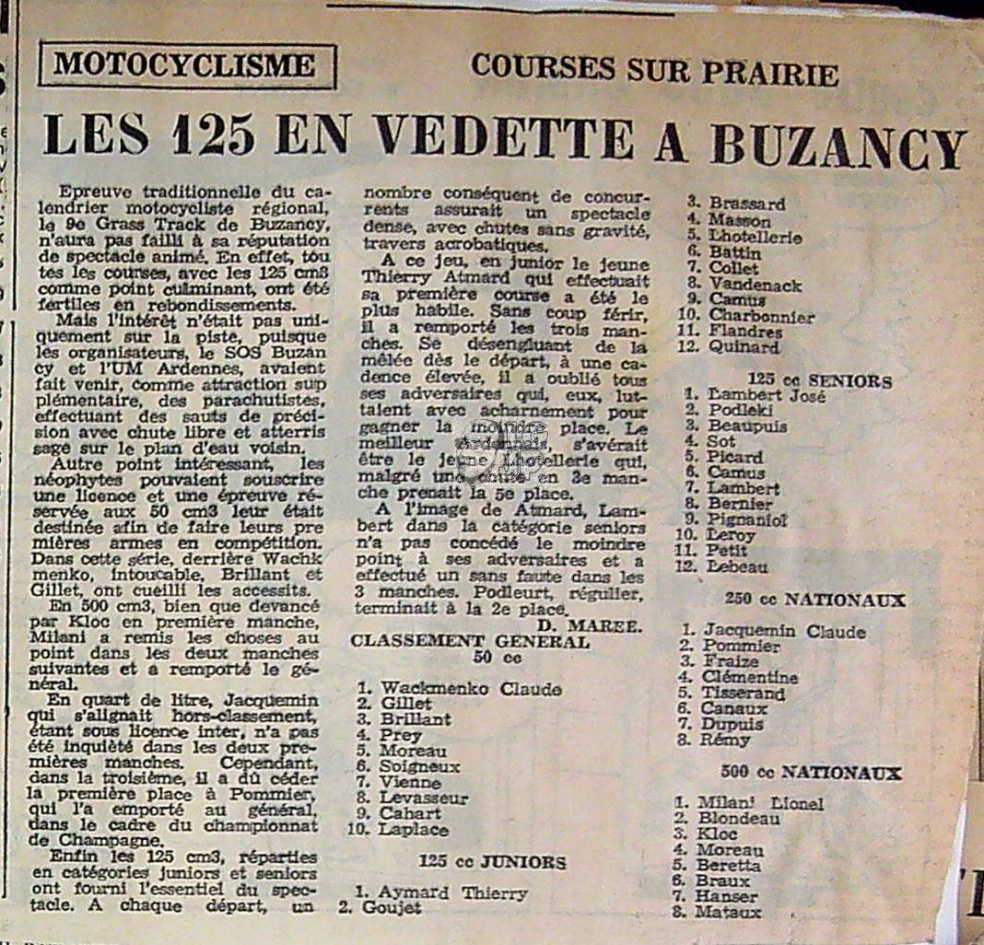 MOTOCYCLISME
COURSES SUR PRAIRIE
LES 125 EN VEDETTE A BUZANCY
Epreuve traditionnelle du ca-
lendrier motocycliste régional,
le 9e Grass Track de Buzancy,
n'aura pas failli à sa réputation
de spectacle animé. En effet, tou
tes les courses, avec les 125 cm3
comme point culminant, ont été
fertiles en rebondissements.
Mais l'intérêt n'était pas uni-
quement sur la piste, puisque
les organisateurs, le SOS Buzan
cy et l'UM Ardennes, avaient
fait venir, comme attraction sup
plémentaire, des parachutistes,
effectuant des sauts de préci-
sion avec chute libre et atterris
sage sur le plan d'eau voisin.
Autre point intéressant, les
néophytes pouvaient souscrire
une licence et une épreuve ré-
servée aux 50 cm3 leur était
destinée afin de faire leurs pre
mières armes en compétition.
Dans cette série, derrière Wachk
menko, intoucable, Brillant et
Gillet, ont cueilli les accessits.
En 500 cm3, bien que devancé
par Kloc en première manche,
Milani a remis les choses au
point dans les deux manches
suivantes et a remporté le gé-
néral.
En quart de litre, Jacquemin
qui s'alignait hors-classement,
étant sous licence inter, n'a pas
été inquiété dans les deux pre-
mières manches. Cependant,
dans la troisième, il a dû céder
la première place à Pommier,
qui l'a emporté au général,
dans le cadre du championnat
de Champagne.
Enfin les 125 cm3, réparties
en catégories juniors et seniors
ont fourni l'essentiel du spec-
tacle. A chaque départ, un
nombre conséquent de concur-
rents assurait un spectacle
dense, avec chutes sans gravité,
travers acrobatiques.
A ce jeu, en junior le jeune
Thierry Atmard qui effectuait
sa première course a été le
plus habile. Sans coup férir,
il a remporté les trois man-
ches. Se désengluant de la
mêlée dès le départ, à une ca-
dence élevée, il a oublié tous
ses adversaires qui, eux, lut-
taient avec acharnement pour
gagner la moindre place. Le
meilleur Ardennais, s'avérait
être le jeune Lhotellerie qui,
malgré une chute en 3e man-
che prenait la 5e place.
A l'image de Atmard, Lam-
bert dans la catégorie seniors
n'a pas concédé le moindre
point à ses adversaires et a
effectué un sans faute dans les
3 manches. Podleurt, régulier,
terminait à la 2e place.
D. MAREE.
CLASSEMENT GENERAL
50 cc
1. Wackmenko Claude
2. Gillet
3. Brillant
4. Prey
5. Moreau
6. Soigneux
7. Vienne
8. Levasseur
9. Cahart
10. Laplace
125 cc JUNIORS
1. Aymard Thierry
2. Goujet
3. Brassard
4. Masson
5. Lhotellerie
6. Battin
7. Collet
8. Vandenack
9. Camus
10. Charbonnier
11. Flandres
12. Quinard
125 cc SENIORS
1. Lambert José
2. Podleki
3. Beaupuis
4. Sot
5. Picard
6. Camus
7. Lambert
8. Bernier
9. Pignaniol
10. Leroy
11. Petit
12. Lebeau
250 cc NATIONAUX
1. Jacquemin Claude
2. Pommier
3. Fraize
4. Clémentine
5. Tisserand
6. Canaux
7. Dupuis
8. Rémy
500 cc NATIONAUX
1. Milani Lionel
2. Blondeau
3. Kloc
4. Moreau
5. Beretta
6. Braux
7. Hanser
8. Mataux